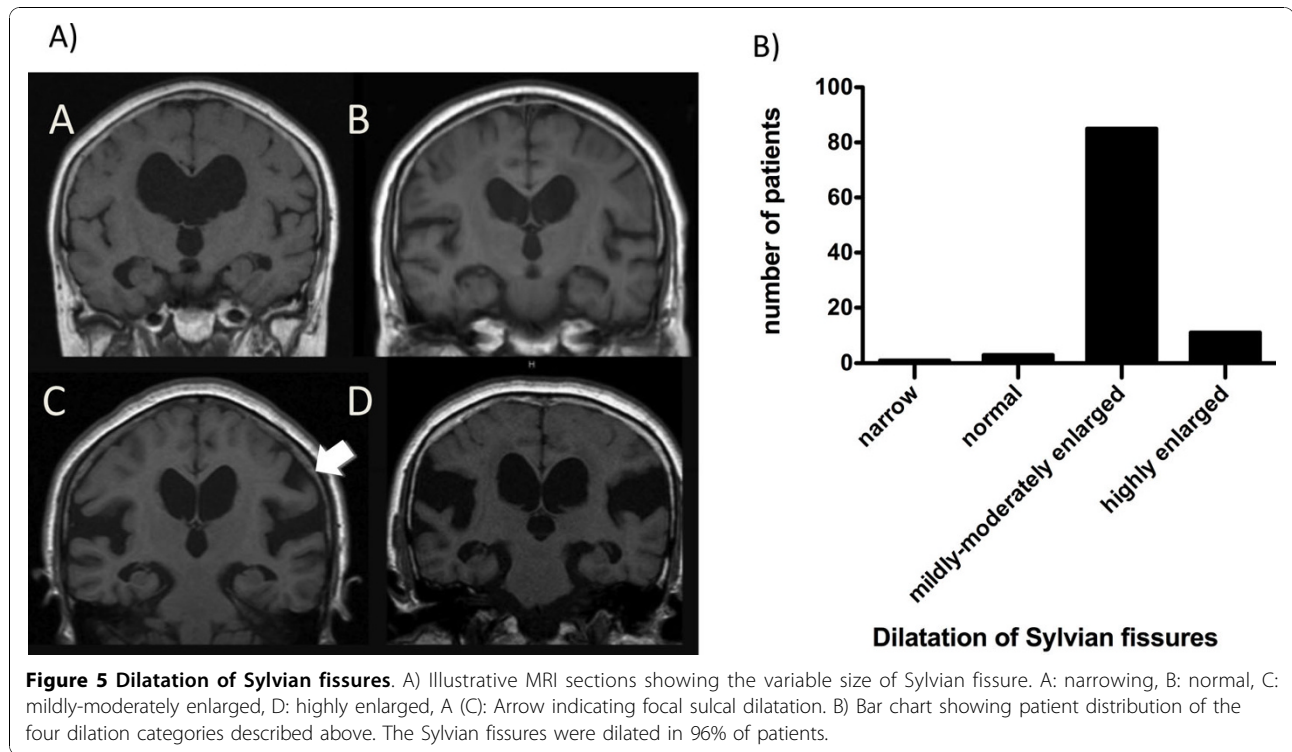 A)
A
B
C
D
H
B)
number of patients
100
80
60
40
20
0
narrow
normal
mildly-moderately enlarged
highly enlarged
Dilatation of Sylvian fissures
Figure 5 Dilatation of Sylvian fissures. A) Illustrative MRI sections showing the variable size of Sylvian fissure. A: narrowing, B: normal, C:
mildly-moderately enlarged, D: highly enlarged, A (C): Arrow indicating focal sulcal dilatation. B) Bar chart showing patient distribution of the
four dilation categories described above. The Sylvian fissures were dilated in 96% of patients.